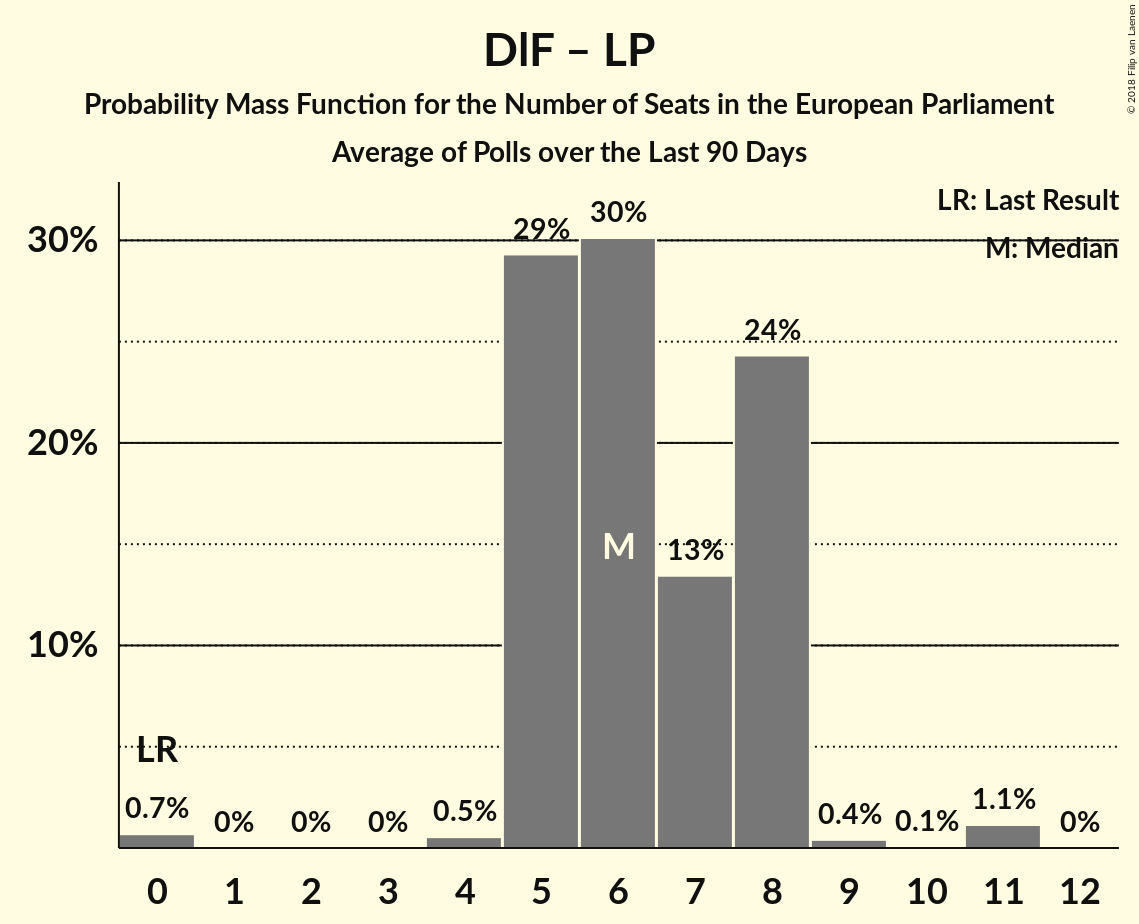 DIF – LP
Probability Mass Function for the Number of Seats in the European Parliament
Average of Polls over the Last 90 Days
© 2018 Filip van Laenen
LR: Last Result
M: Median
30%
20%
10%
29%
30%
24%
13%
M
LR
0.7%
0%
0%
0%
0.5%
0.4%
0.1%
1.1%
0%
0 1 2 3 4 5 6 7 8 9 10 11 12